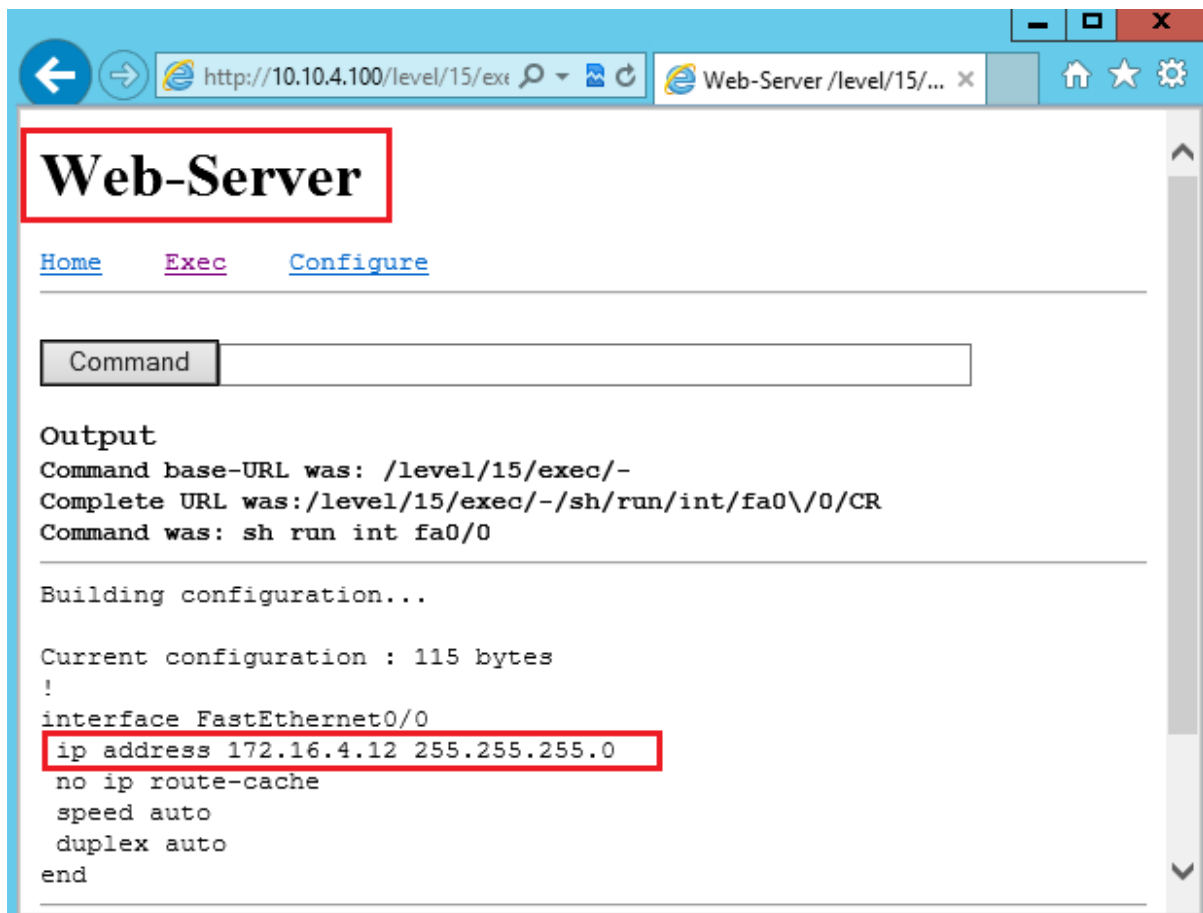 http://10.10.4.100/level/15/exe
Web-Server /level/15/...
Web-Server
Home Exec Configure
Command
Output
Command base-URL was: /level/15/exec/-
Complete URL was:/level/15/exec/-/sh/run/int/fa0\/0/CR
Command was: sh run int fa0/0
Building configuration...
Current configuration : 115 bytes
!
interface FastEthernet0/0
ip address 172.16.4.12 255.255.255.0
no ip route-cache
speed auto
duplex auto
end